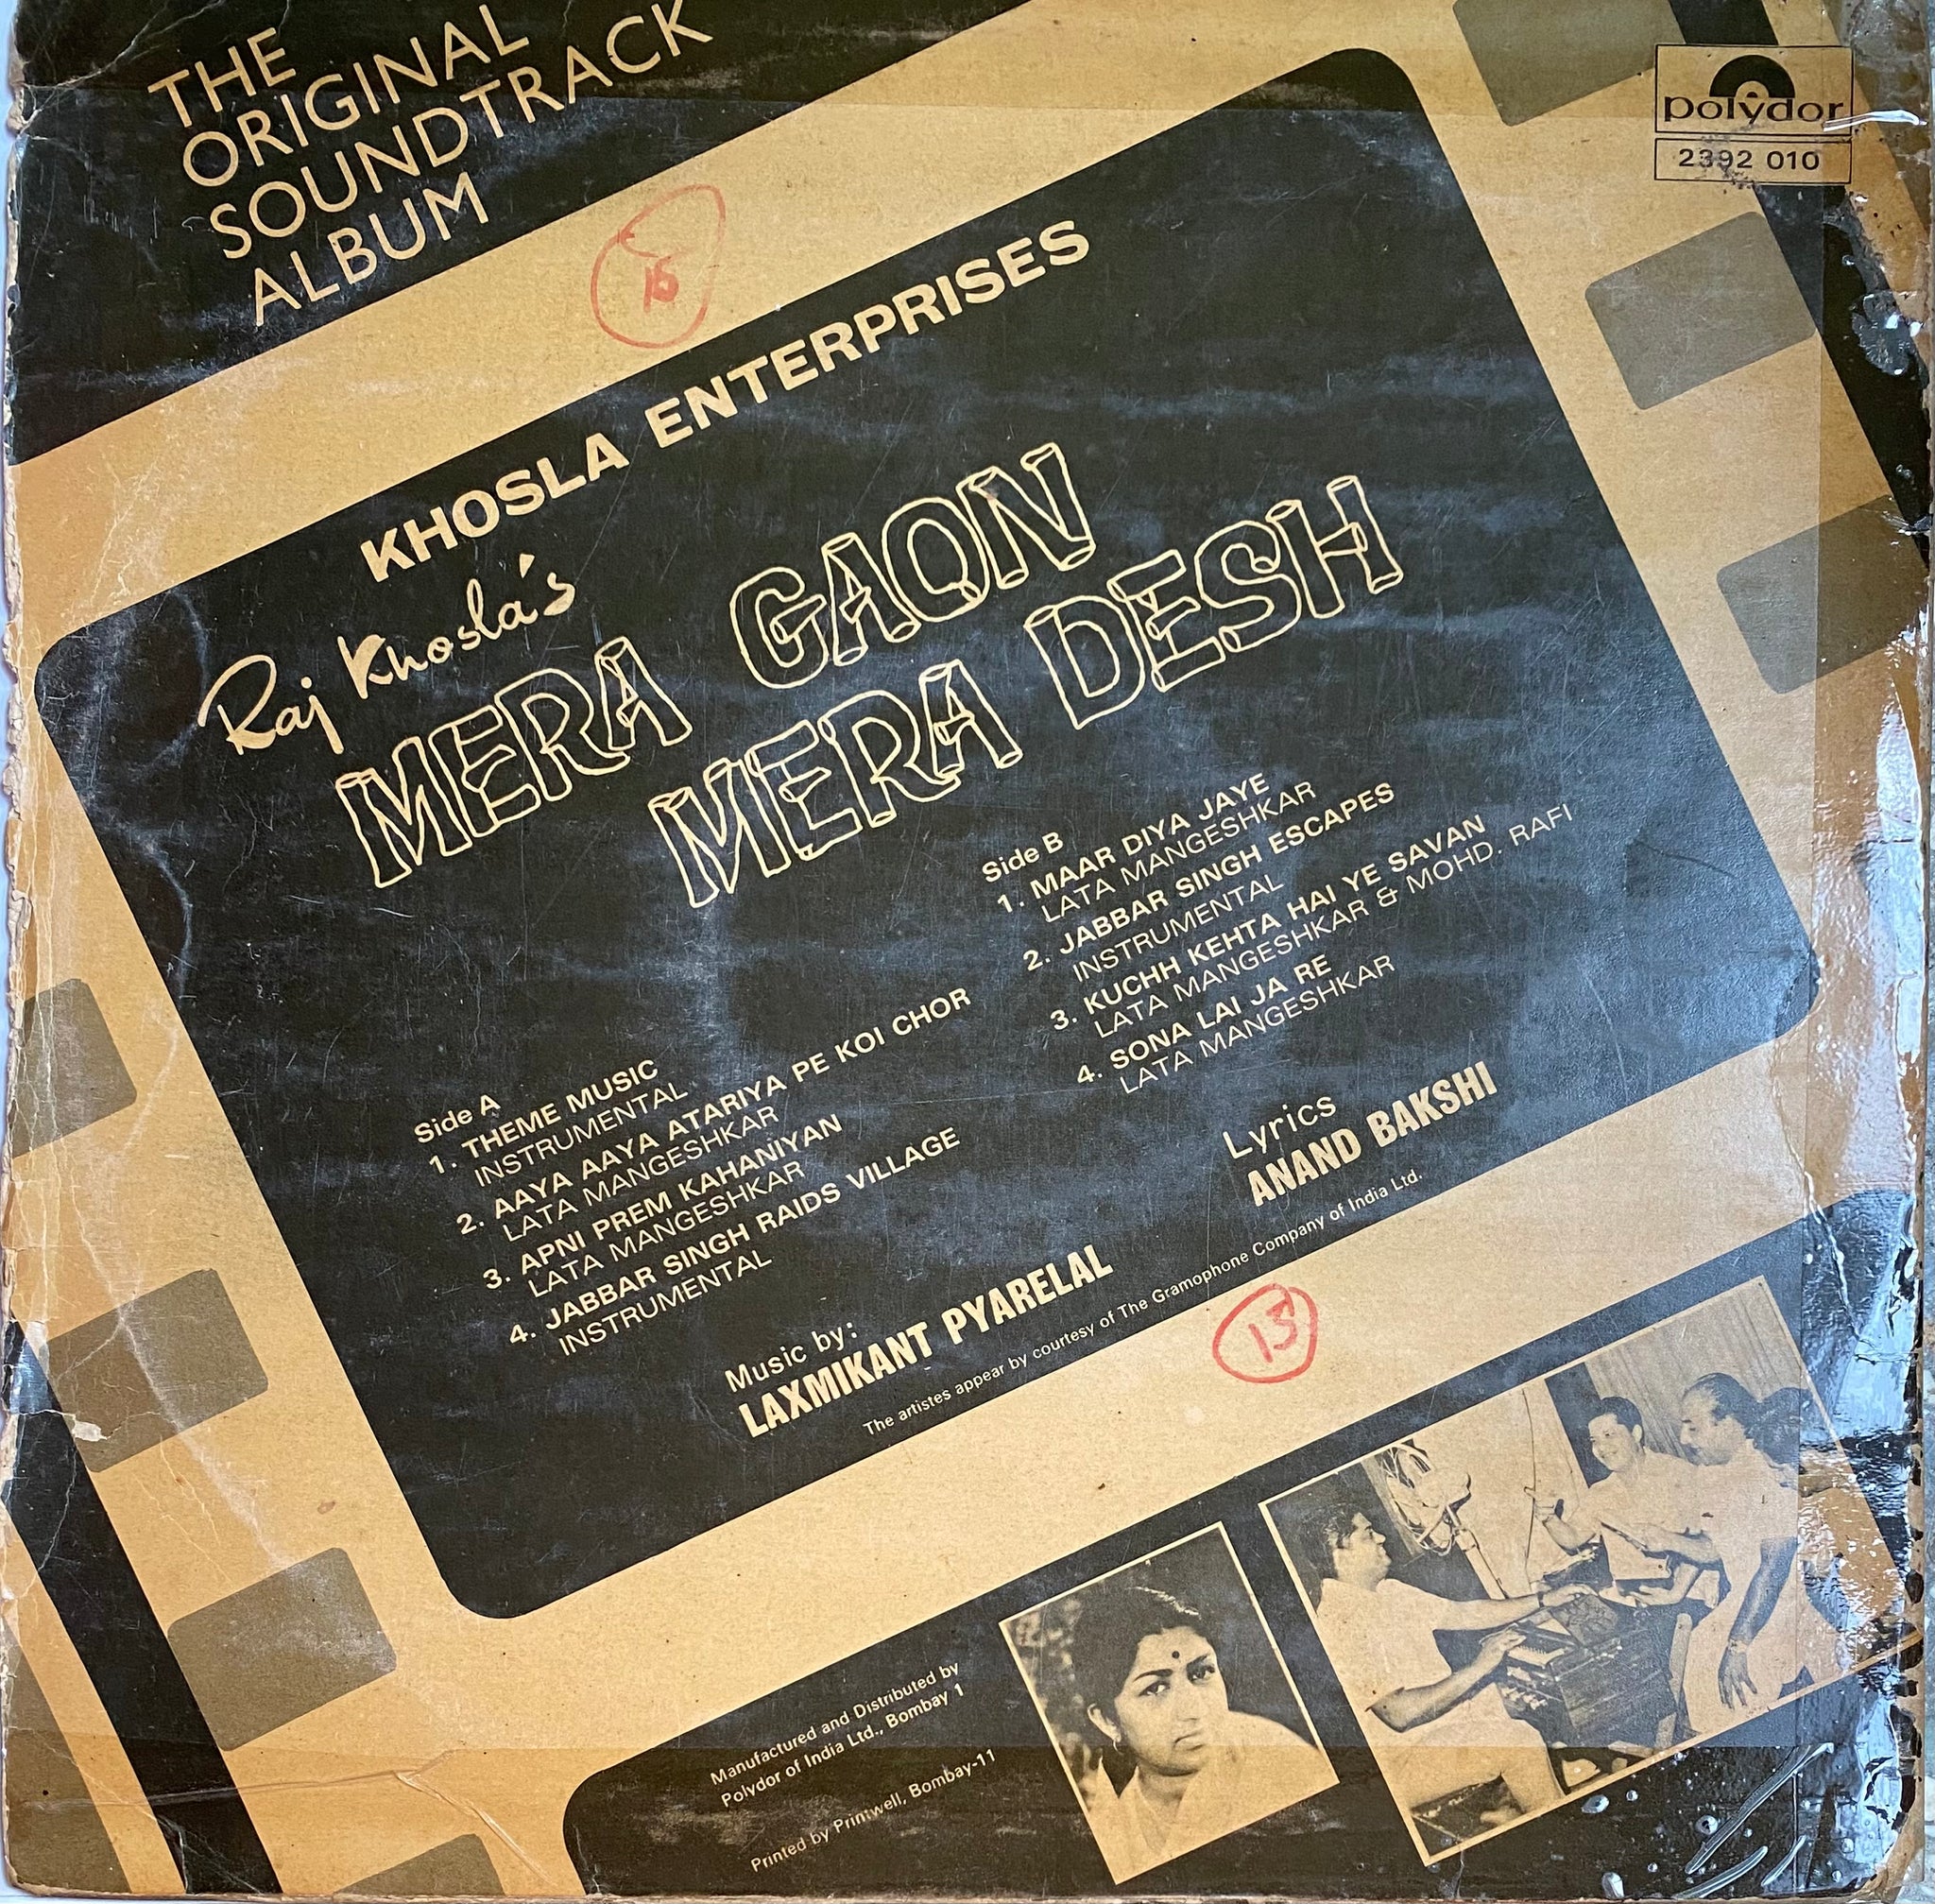 THE
ORIGINAL
SOUNDTRACK
ALBUM
polydor
2392 010
16
KHOSLA ENTERPRISES
Raj Khosla's
MERA GAON
MERA DESH
Side A
1. THEME MUSIC
INSTRUMENTAL
2. AAYA AAYA ATARIYA PE KOI CHOR
LATA MANGESHKAR
3. APNI PREM KAHANIYAN
LATA MANGESHKAR
4. JABBAR SINGH RAIDS VILLAGE
INSTRUMENTAL
Side B
1. MAAR DIYA JAYE
LATA MANGESHKAR
2. JABBAR SINGH ESCAPES
INSTRUMENTAL
3. KUCHH KEHTA HAI YE SAVAN
LATA MANGESHKAR & MOHD. RAFI
4. SONA LAI JA RE
LATA MANGESHKAR
Music by:
LAXMIKANT PYARELAL
Lyrics
ANAND BAKSHI
The artistes appear by courtesy of The Gramophone Company of India Ltd.
13
Manufactured and Distributed by
Polydor of India Ltd., Bombay 1
Printed by Printwell, Bombay-11